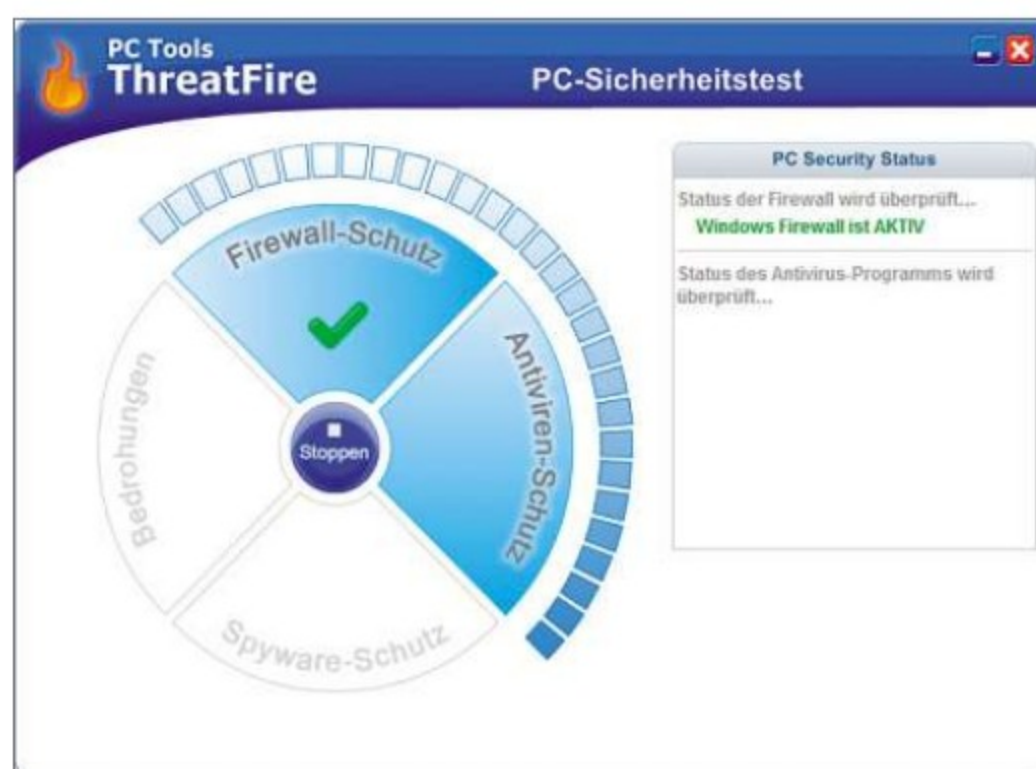 PC Tools
ThreatFire
PC-Sicherheitstest
PC Security Status
Status der Firewall wird überprüft...
Windows Firewall ist AKTIV
Status des Antivirus-Programms wird
überprüft...
Firewall-Schutz
Antiviren-Schutz
Spyware-Schutz
Bedrohungen
Stoppen